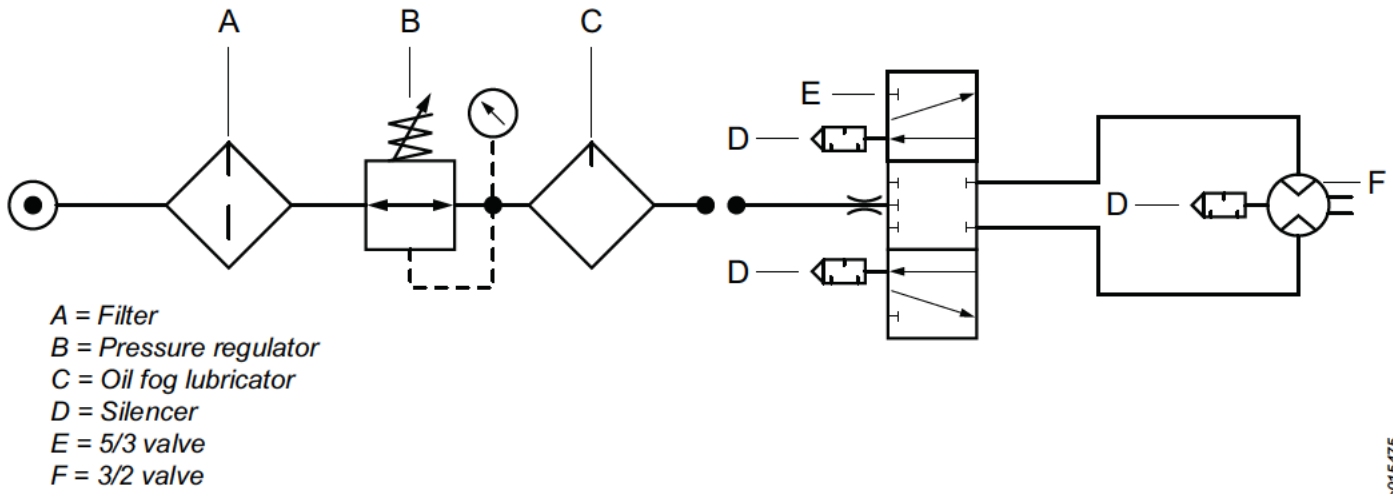 A B C
E
D
F
D
D
A = Filter
B = Pressure regulator
C = Oil fog lubricator
D = Silencer
E = 5/3 valve
F = 3/2 valve